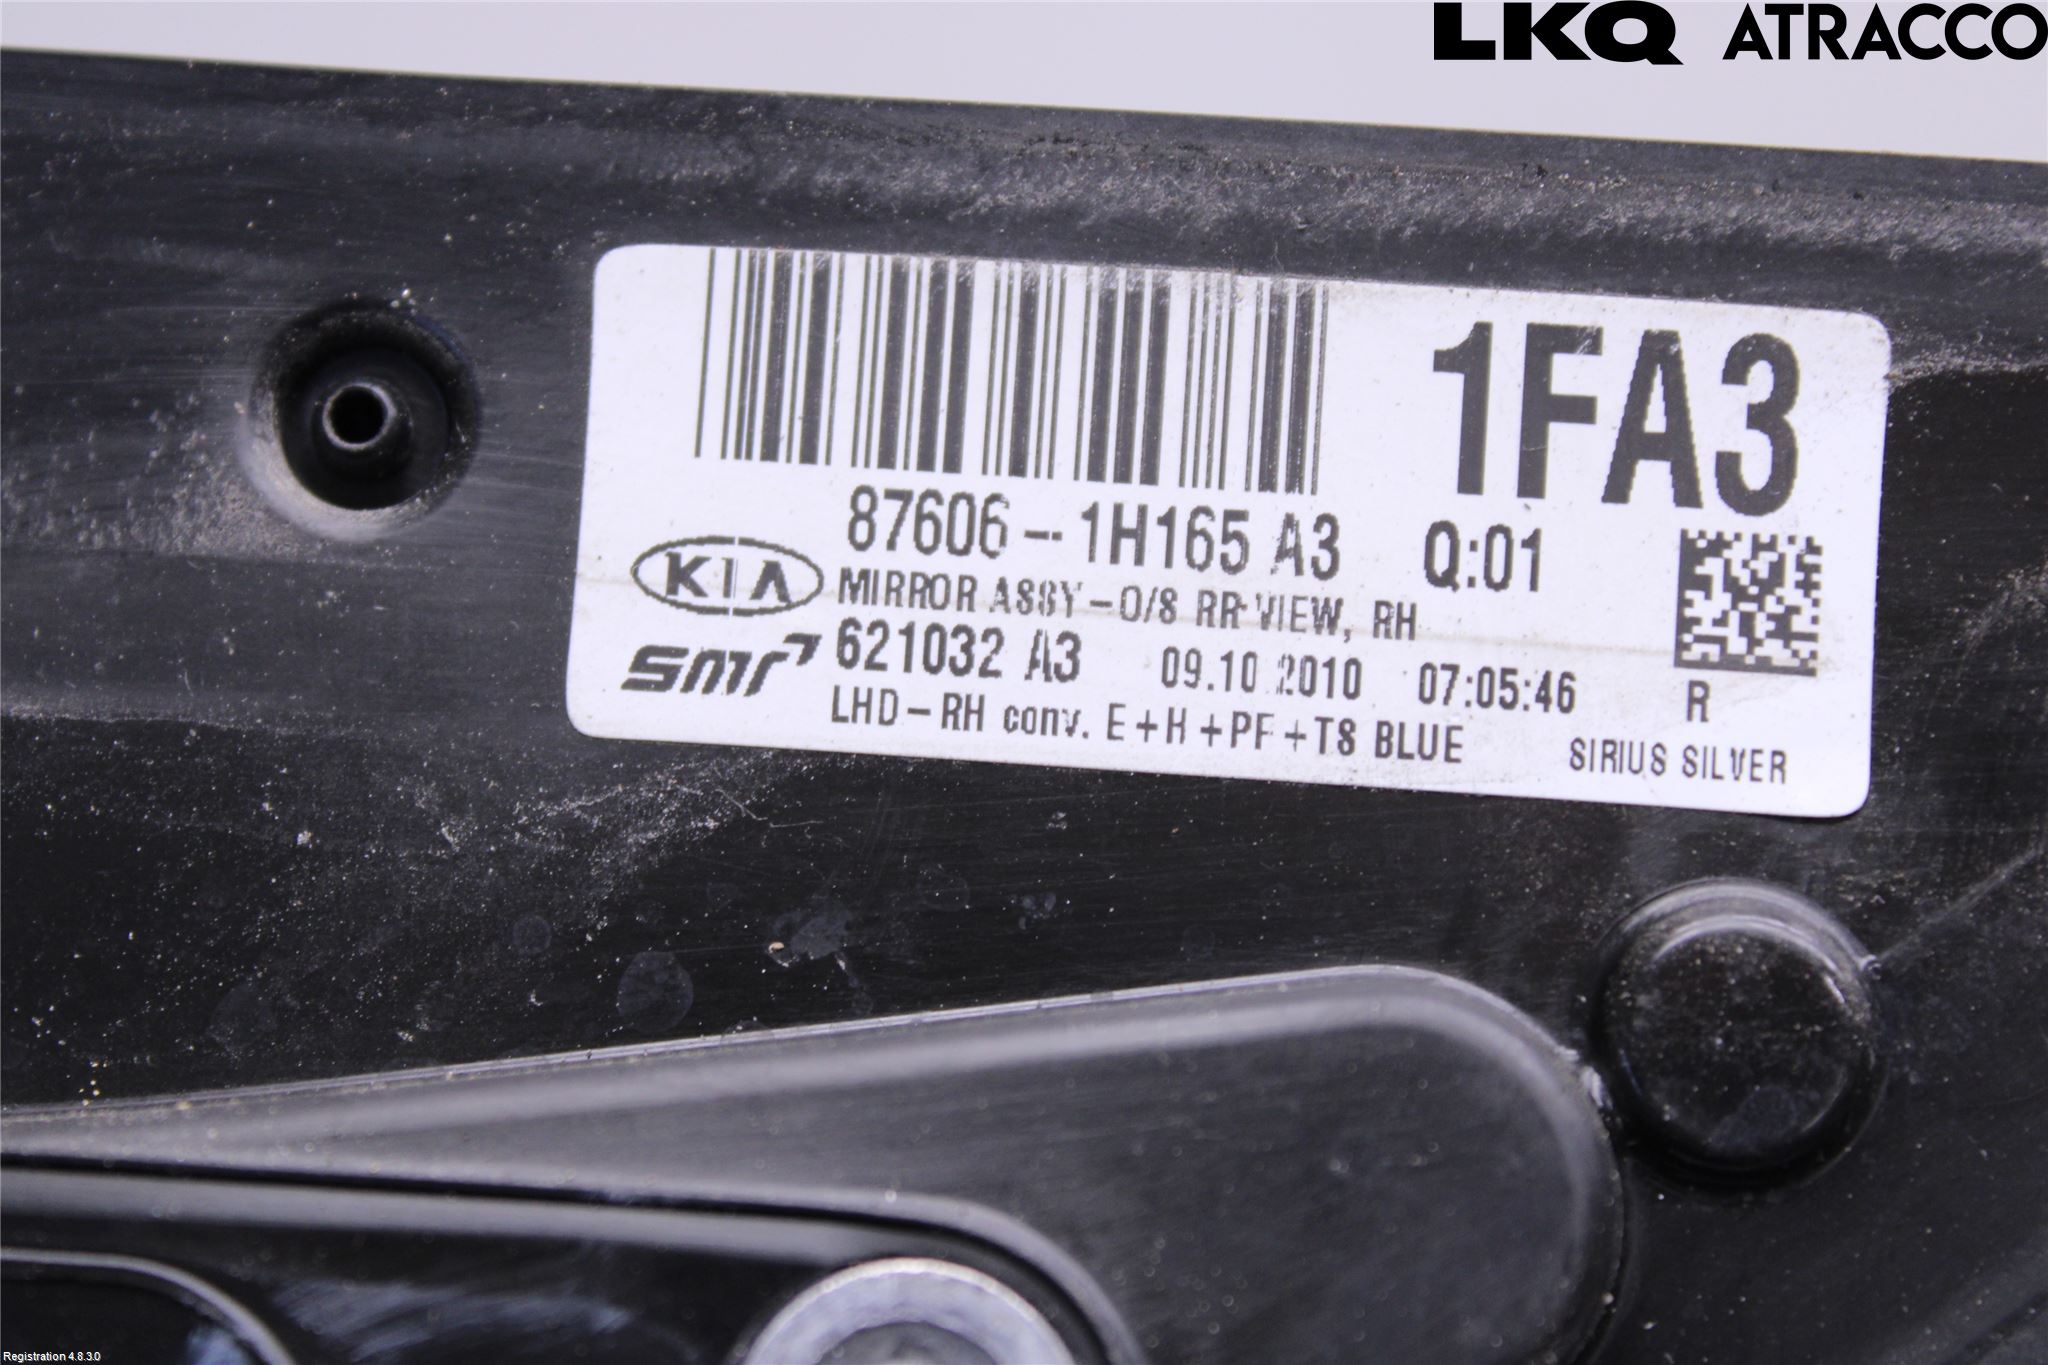 LKQ ATRACCO
1FA3
87606--1H165 A3 Q:01
KIA MIRROR ASSY-O/S RR VIEW, RH
smr 621032 A3 09.10.2010 07:05:46 R
LHD-RH conv. E+H+PF+TS BLUE SIRIUS SILVER
Registration 4.8.3.0